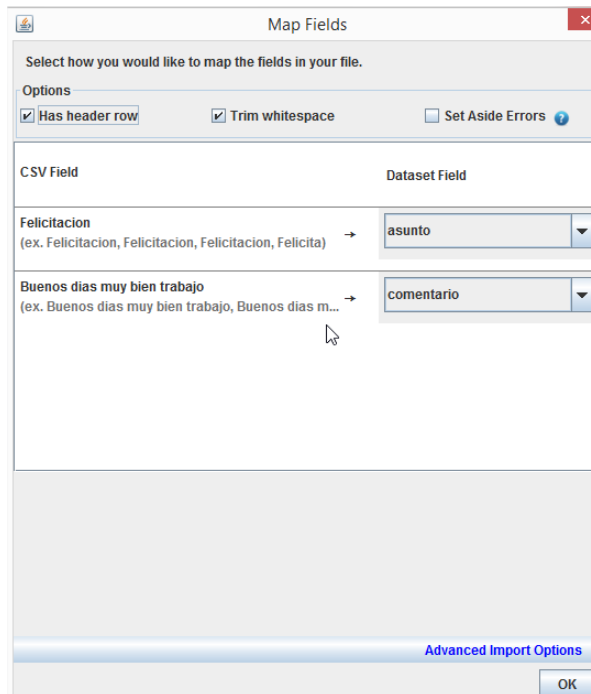 Map Fields
Select how you would like to map the fields in your file.
Options
Has header row Trim whitespace Set Aside Errors ?
CSV Field Dataset Field
Felicitacion
(ex. Felicitacion, Felicitacion, Felicitacion, Felicita) → asunto
Buenos dias muy bien trabajo
(ex. Buenos dias muy bien trabajo, Buenos dias m... → comentario
Advanced Import Options
OK